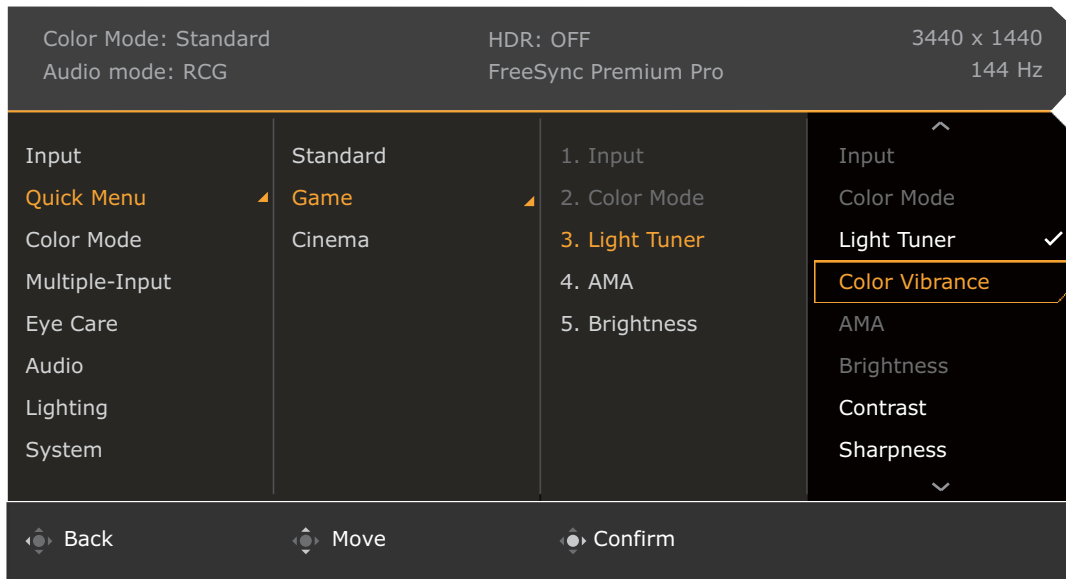 Color Mode: Standard
HDR: OFF
3440 x 1440
Audio mode: RCG
FreeSync Premium Pro
144 Hz
Input
Quick Menu
Color Mode
Multiple-Input
Eye Care
Audio
Lighting
System
Standard
Game
Cinema
1. Input
2. Color Mode
3. Light Tuner
4. AMA
5. Brightness
Input
Color Mode
Light Tuner
Color Vibrance
AMA
Brightness
Contrast
Sharpness
Back
Move
Confirm